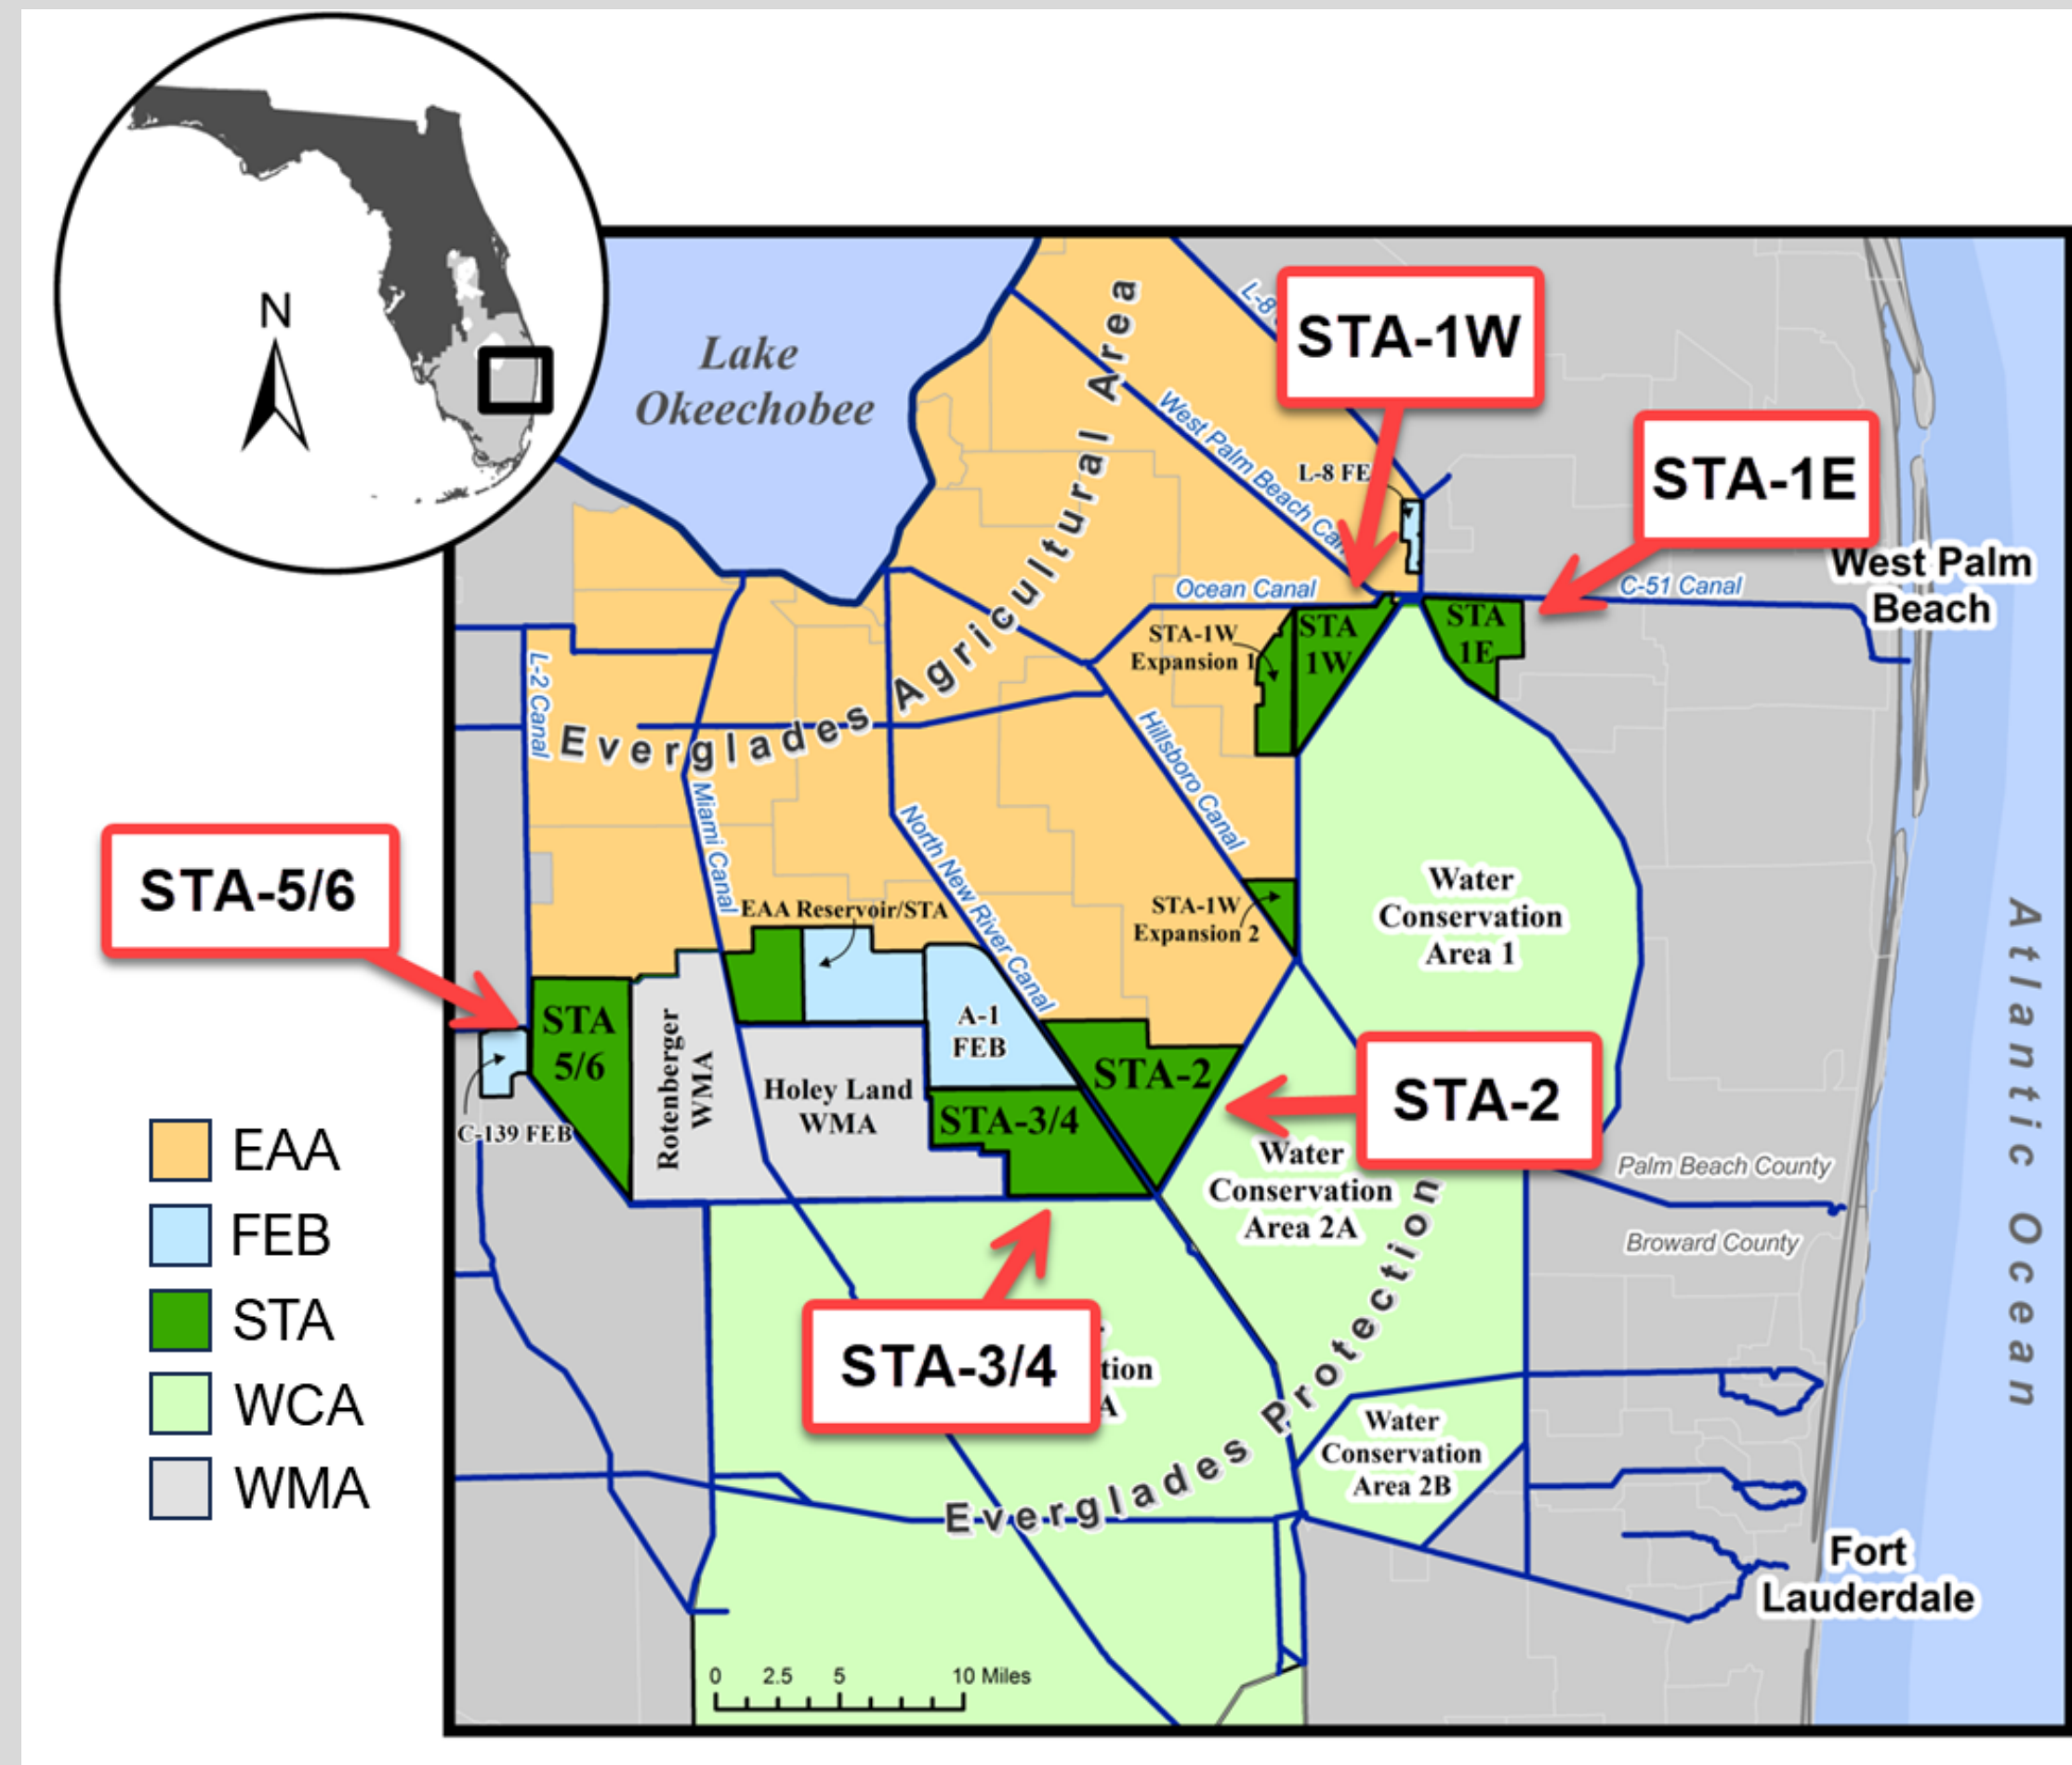 N
Lake
Okeechobee
L-8
STA-1W
STA-1E
West Palm Beach
L-8 FE
West Palm
Beach
Ocean Canal
C-51 Canal
STA-1W
Expansion 1
STA
1W
STA
1E
L-2 Canal
Everglades Agricultural Area
Hillsboro Canal
Miami Canal
North New River Canal
STA-5/6
Water
Conservation
Area 1
EAA Reservoir/STA
STA-1W
Expansion 2
STA
5/6
Rotenberger
WMA
A-1
FEB
Holey Land
WMA
STA-2
STA-3/4
STA-2
C-139 FEB
Water
Conservation
Area 2A
Palm Beach County
Broward County
Atlantic Ocean
EAA
FEB
STA
WCA
WMA
STA-3/4
tion
A
Everglades Protection
Water
Conservation
Area 2B
Fort
Lauderdale
0 2.5 5 10 Miles